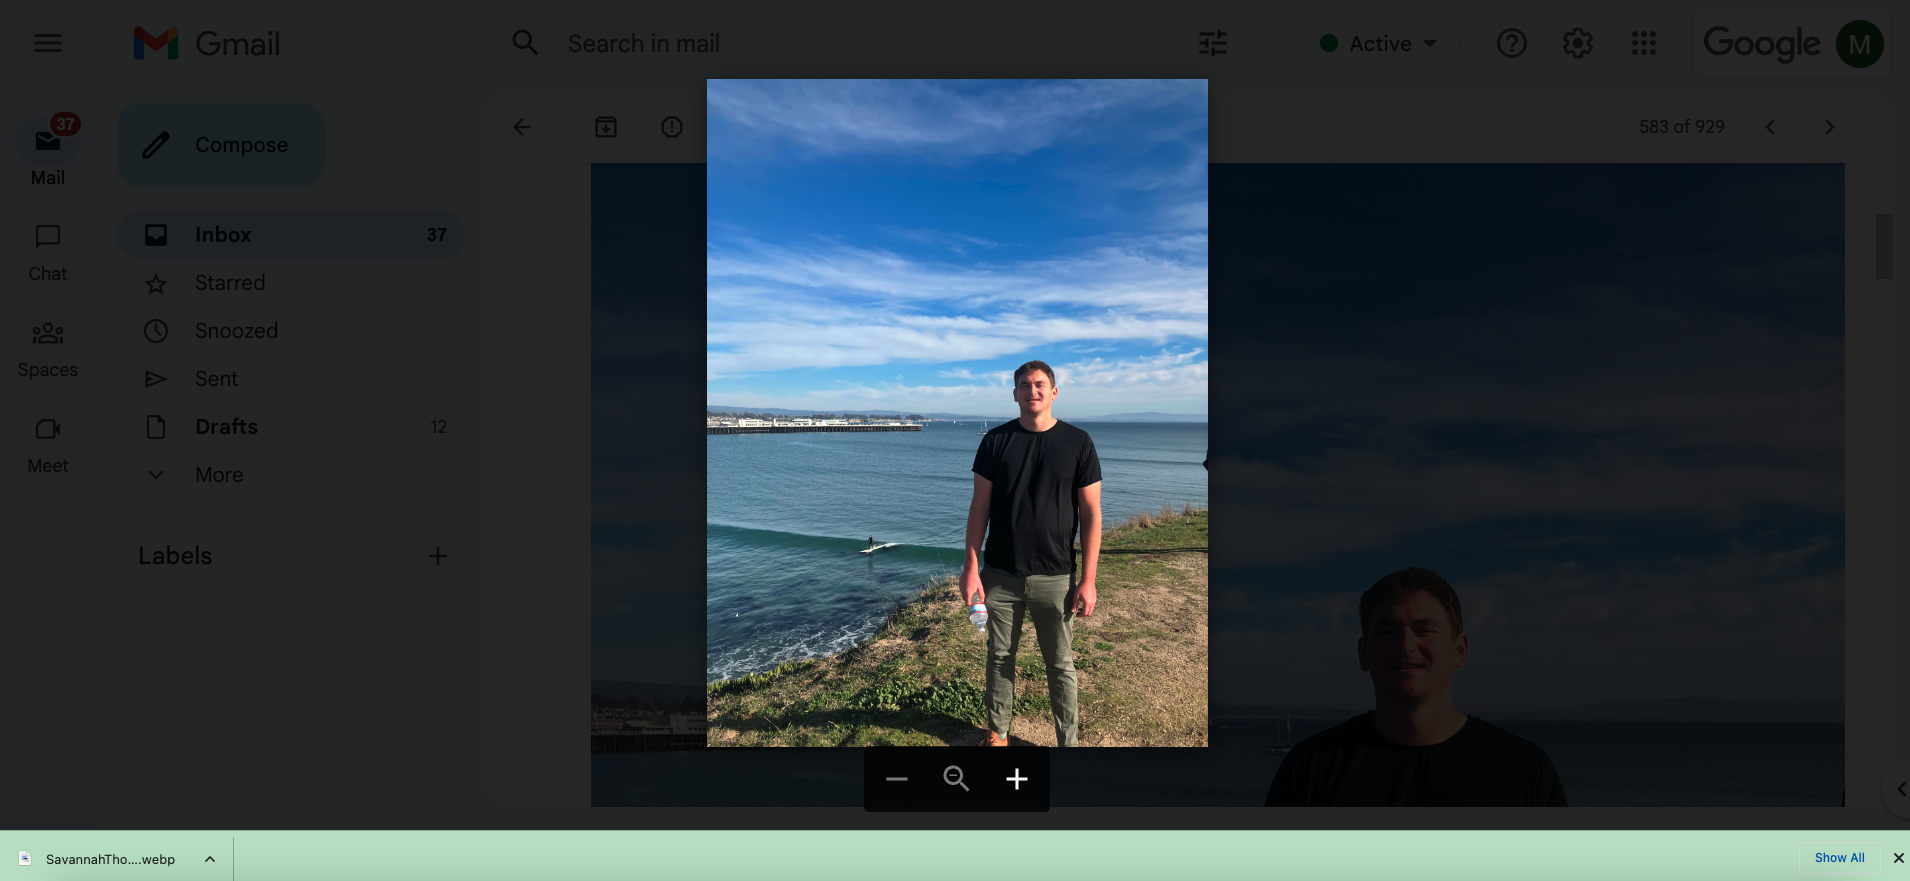 Gmail
Search in mail
Active
Google
M
37
Mail
Compose
583 of 929
Inbox 37
Chat
Starred
Snoozed
Spaces
Sent
Drafts 12
Meet
More
Labels
SavannahTho....webp
Show All